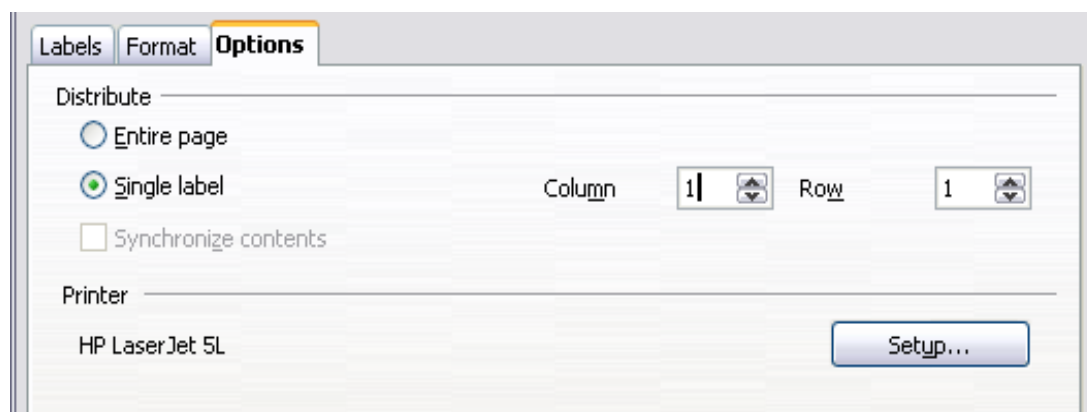 Labels Format Options
Distribute
Entire page
Single label Column 1 Row 1
Synchronize contents
Printer
HP LaserJet 5L Setup...